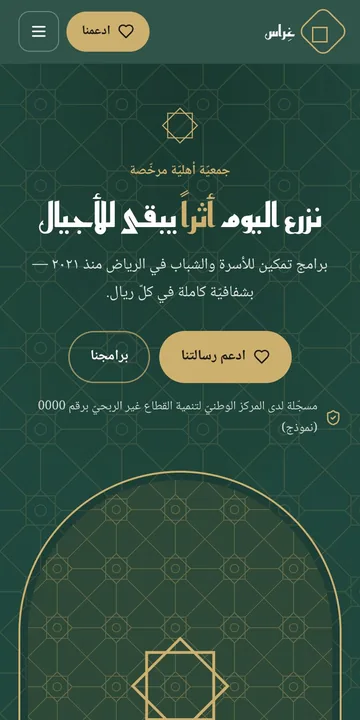 غِراس
ادعمنا
جمعيّة أهليّة مرخّصة
نزرع اليوم أثراً يبقى للأجيال
برامج تمكين للأسرة والشباب في الرياض منذ ٢٠٢١ —
بشفافيّة كاملة في كلّ ريال.
ادعم رسالتنا
برامجنا
مسجّلة لدى المركز الوطنيّ لتنمية القطاع غير الربحيّ برقم 0000
(نموذج)